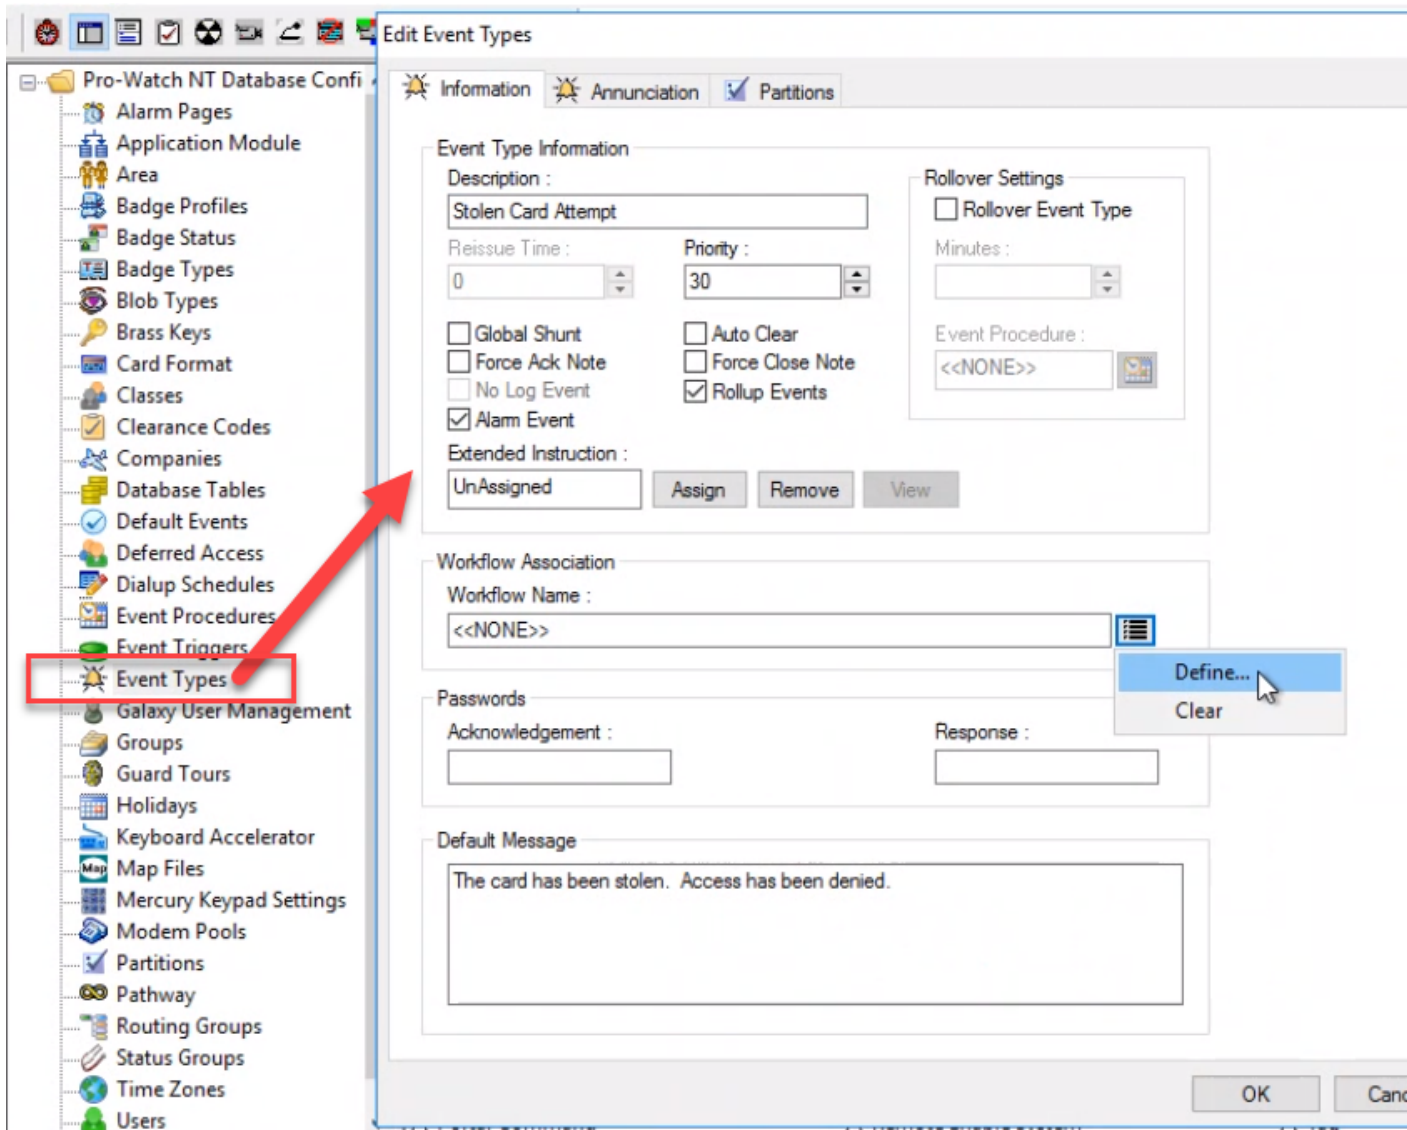 Edit Event Types
Pro-Watch NT Database Confi
Alarm Pages
Application Module
Area
Badge Profiles
Badge Status
Badge Types
Blob Types
Brass Keys
Card Format
Classes
Clearance Codes
Companies
Database Tables
Default Events
Deferred Access
Dialup Schedules
Event Procedures
Event Triggers
Event Types
Galaxy User Management
Groups
Guard Tours
Holidays
Keyboard Accelerator
Map Map Files
Mercury Keypad Settings
Modem Pools
Partitions
Pathway
Routing Groups
Status Groups
Time Zones
Users
Information Annunciation Partitions
Event Type Information
Description :
Stolen Card Attempt
Reissue Time : Priority :
0 30
Global Shunt Auto Clear
Force Ack Note Force Close Note
No Log Event Rollup Events
Alarm Event
Extended Instruction :
UnAssigned Assign Remove View
Rollover Settings
Rollover Event Type
Minutes :
Event Procedure :
<<NONE>>
Workflow Association
Workflow Name :
<<NONE>>
Define...
Clear
Passwords
Acknowledgement : Response :
Default Message
The card has been stolen. Access has been denied.
OK Canc